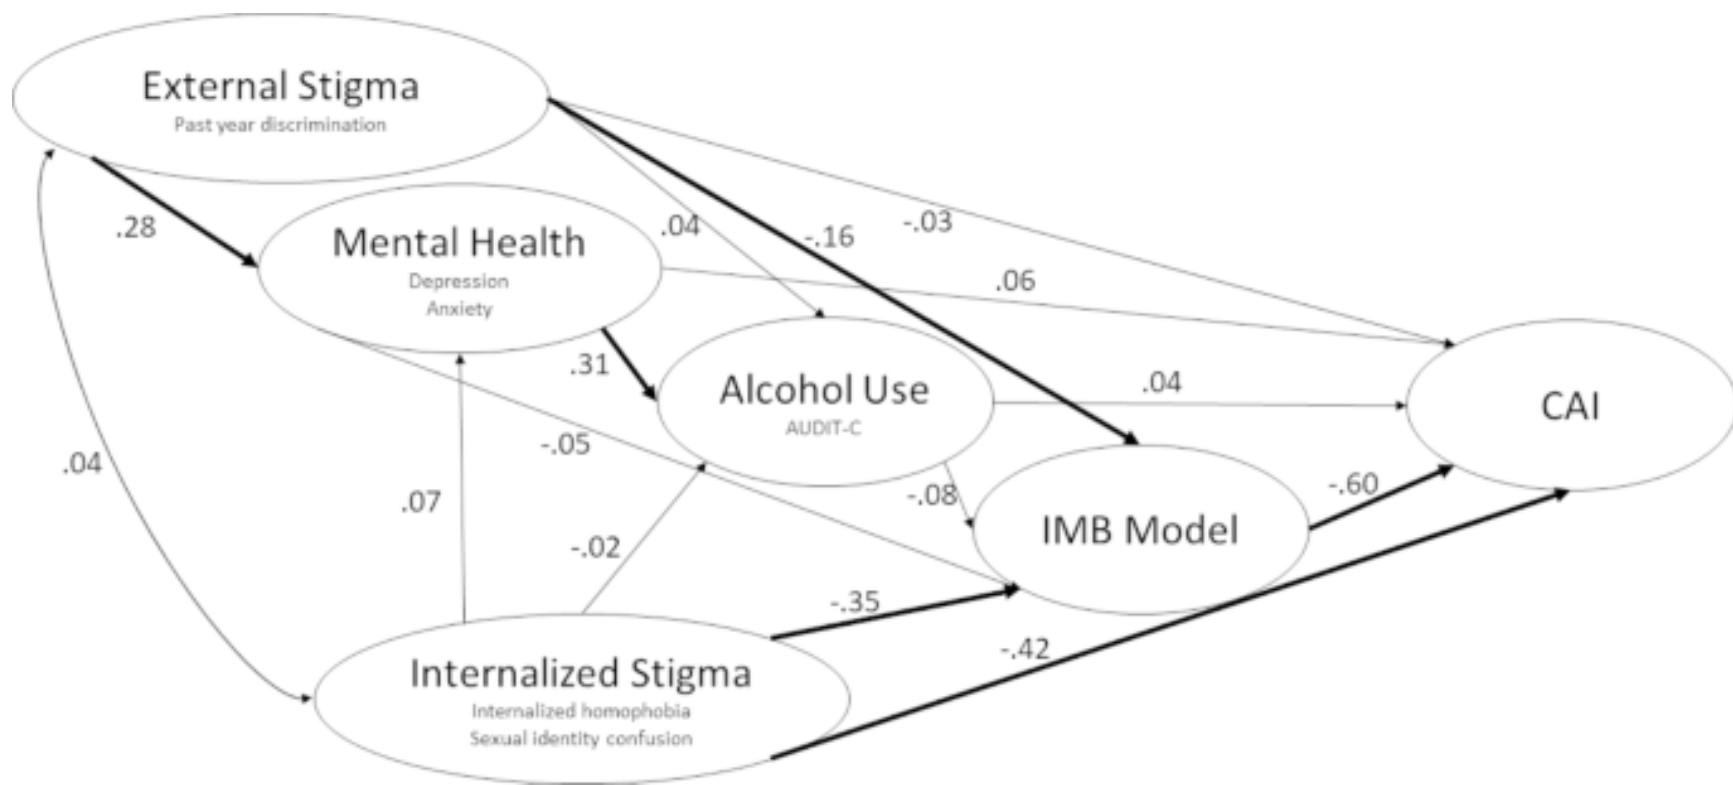 External Stigma
Past year discrimination
.28
Mental Health
Depression
Anxiety
.04
-.16
-.03
.06
.31
Alcohol Use
AUDIT-C
.04
CAI
-.05
.04
.07
-.02
-.08
IMB Model
-.60
-.35
-.42
Internalized Stigma
Internalized homophobia
Sexual identity confusion